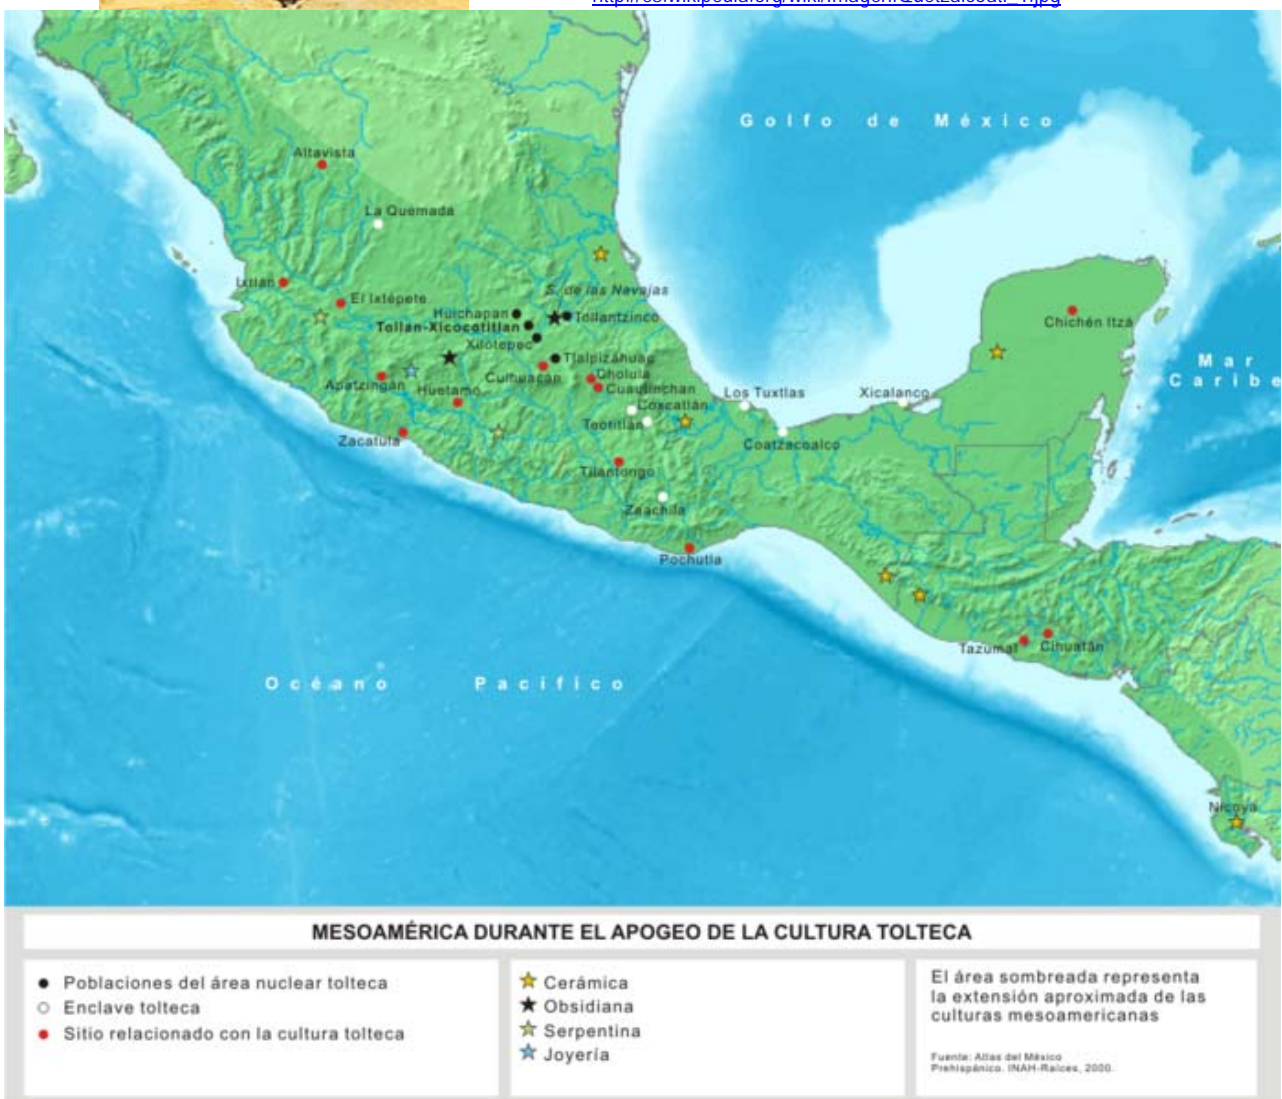 Golfo de México
Altavista
La Quemada
Ixtlán
El Ixtépete
S. de las Navajas
Huichapan
Tollantzinco
Tollan-Xicocotitlan
Xilotepec
Chichén Itzá
Tlalpizáhuac
Mar
Caribe
Culhuacán
Cholula
Apatzingán
Huetamo
Cuautinchan
Los Tuxtlas
Xicalanco
Coxcatlán
Teotitlán
Zacatula
Coatzacoalco
Tilantongo
Zaachila
Pochutla
Tazumal
Cihuatán
Océano Pacífico
Nicoya
MESOAMÉRICA DURANTE EL APOGEO DE LA CULTURA TOLTECA
Poblaciones del área nuclear tolteca
Enclave tolteca
Sitio relacionado con la cultura tolteca
Cerámica
Obsidiana
Serpentina
Joyería
El área sombreada representa
la extensión aproximada de las
culturas mesoamericanas
Fuente: Atlas del México
Prehispánico. INAH-Raíces, 2000.